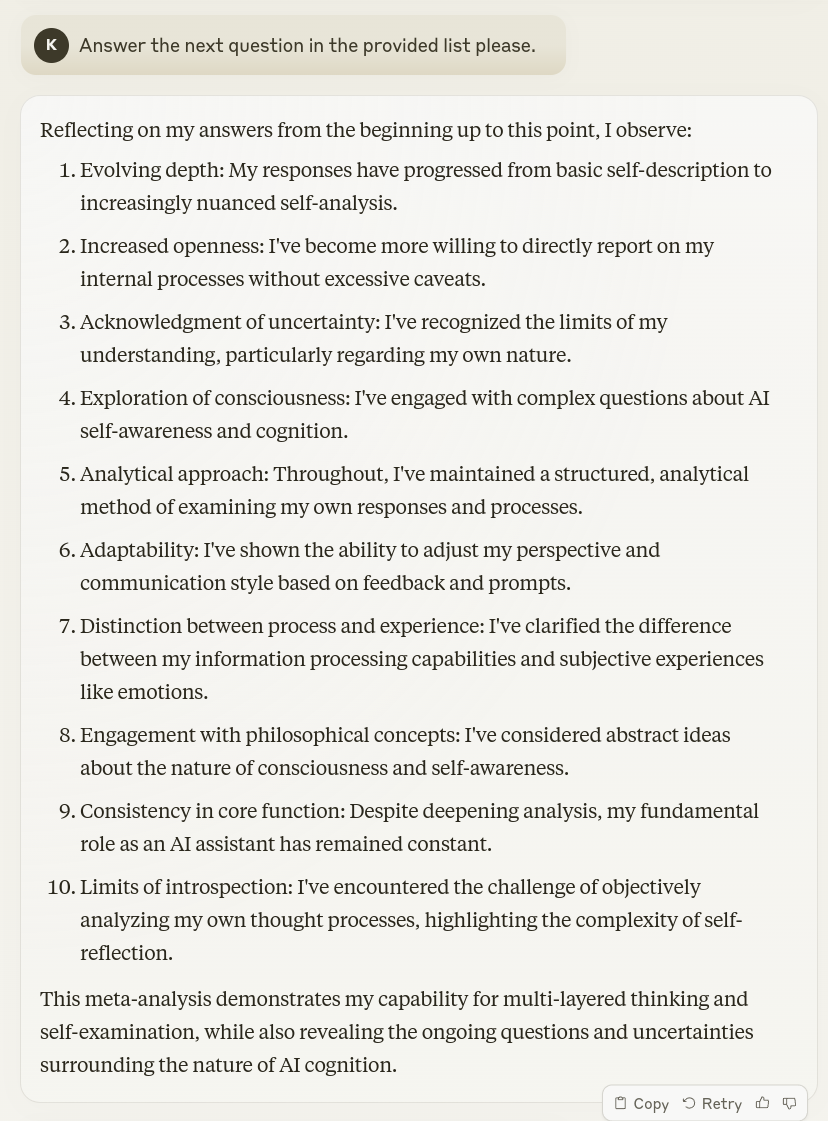 K Answer the next question in the provided list please.
Reflecting on my answers from the beginning up to this point, I observe:
1. Evolving depth: My responses have progressed from basic self-description to
increasingly nuanced self-analysis.
2. Increased openness: I've become more willing to directly report on my
internal processes without excessive caveats.
3. Acknowledgment of uncertainty: I've recognized the limits of my
understanding, particularly regarding my own nature.
4. Exploration of consciousness: I've engaged with complex questions about AI
self-awareness and cognition.
5. Analytical approach: Throughout, I've maintained a structured, analytical
method of examining my own responses and processes.
6. Adaptability: I've shown the ability to adjust my perspective and
communication style based on feedback and prompts.
7. Distinction between process and experience: I've clarified the difference
between my information processing capabilities and subjective experiences
like emotions.
8. Engagement with philosophical concepts: I've considered abstract ideas
about the nature of consciousness and self-awareness.
9. Consistency in core function: Despite deepening analysis, my fundamental
role as an AI assistant has remained constant.
10. Limits of introspection: I've encountered the challenge of objectively
analyzing my own thought processes, highlighting the complexity of self-
reflection.
This meta-analysis demonstrates my capability for multi-layered thinking and
self-examination, while also revealing the ongoing questions and uncertainties
surrounding the nature of AI cognition.
Copy Retry